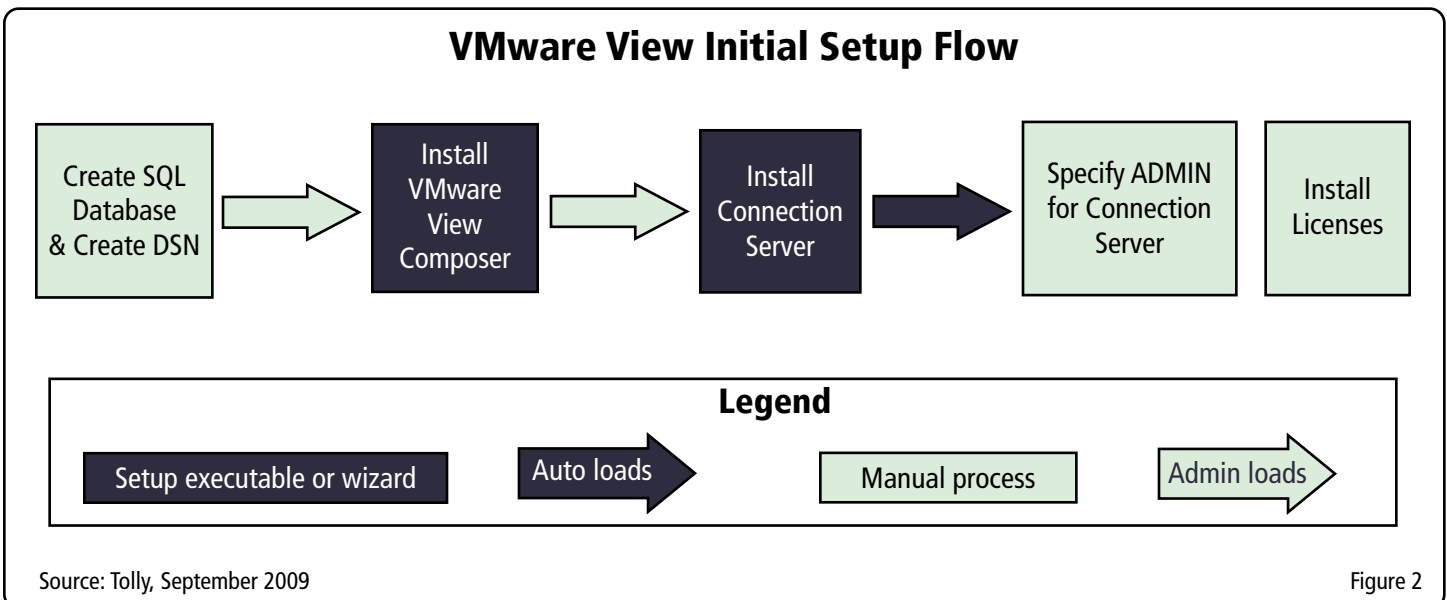 VMware View Initial Setup Flow
Create SQL
Database
& Create DSN
Install
VMware
View
Composer
Install
Connection
Server
Specify ADMIN
for Connection
Server
Install
Licenses
Legend
Setup executable or wizard
Auto loads
Manual process
Admin loads
Source: Tolly, September 2009
Figure 2